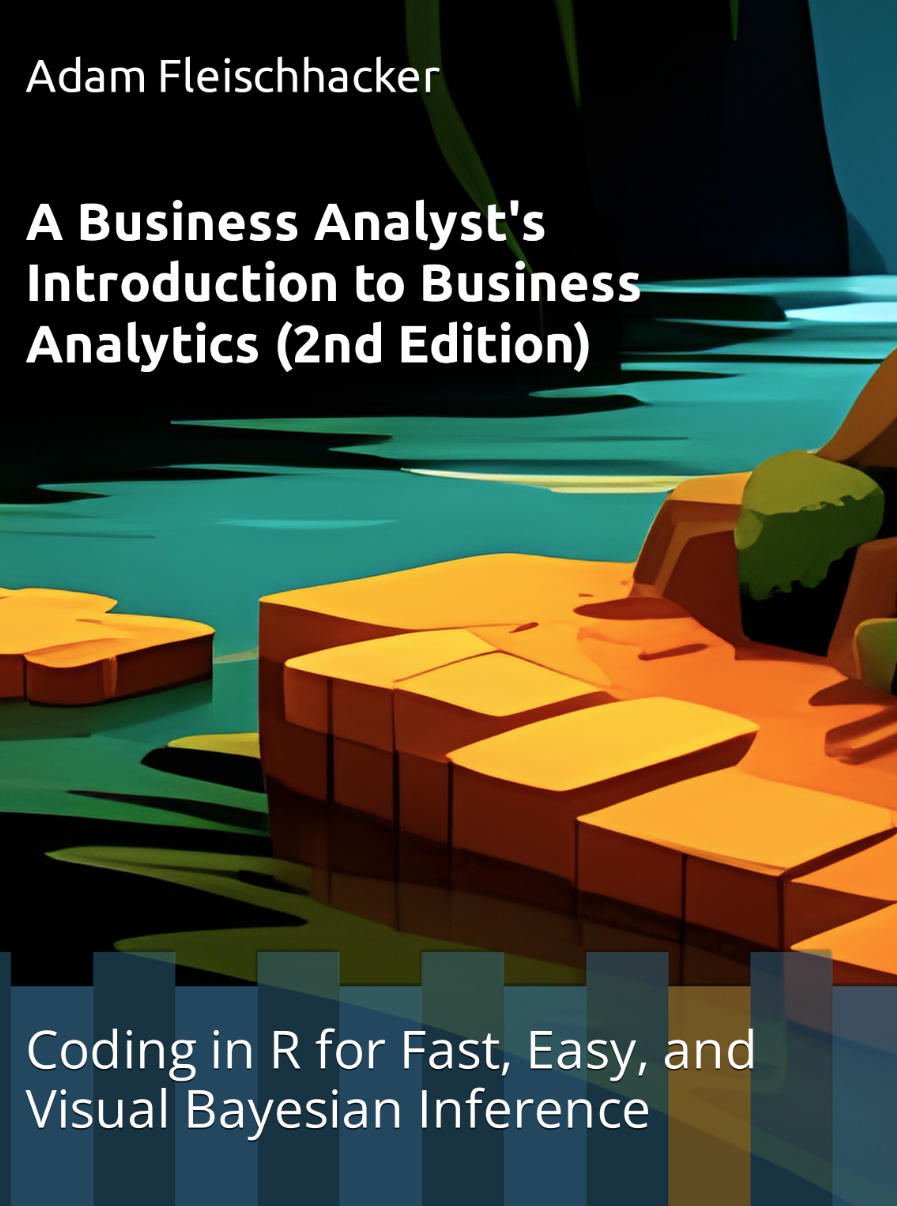 Adam Fleischhacker
A Business Analyst's
Introduction to Business
Analytics (2nd Edition)
Coding in R for Fast, Easy, and
Visual Bayesian Inference